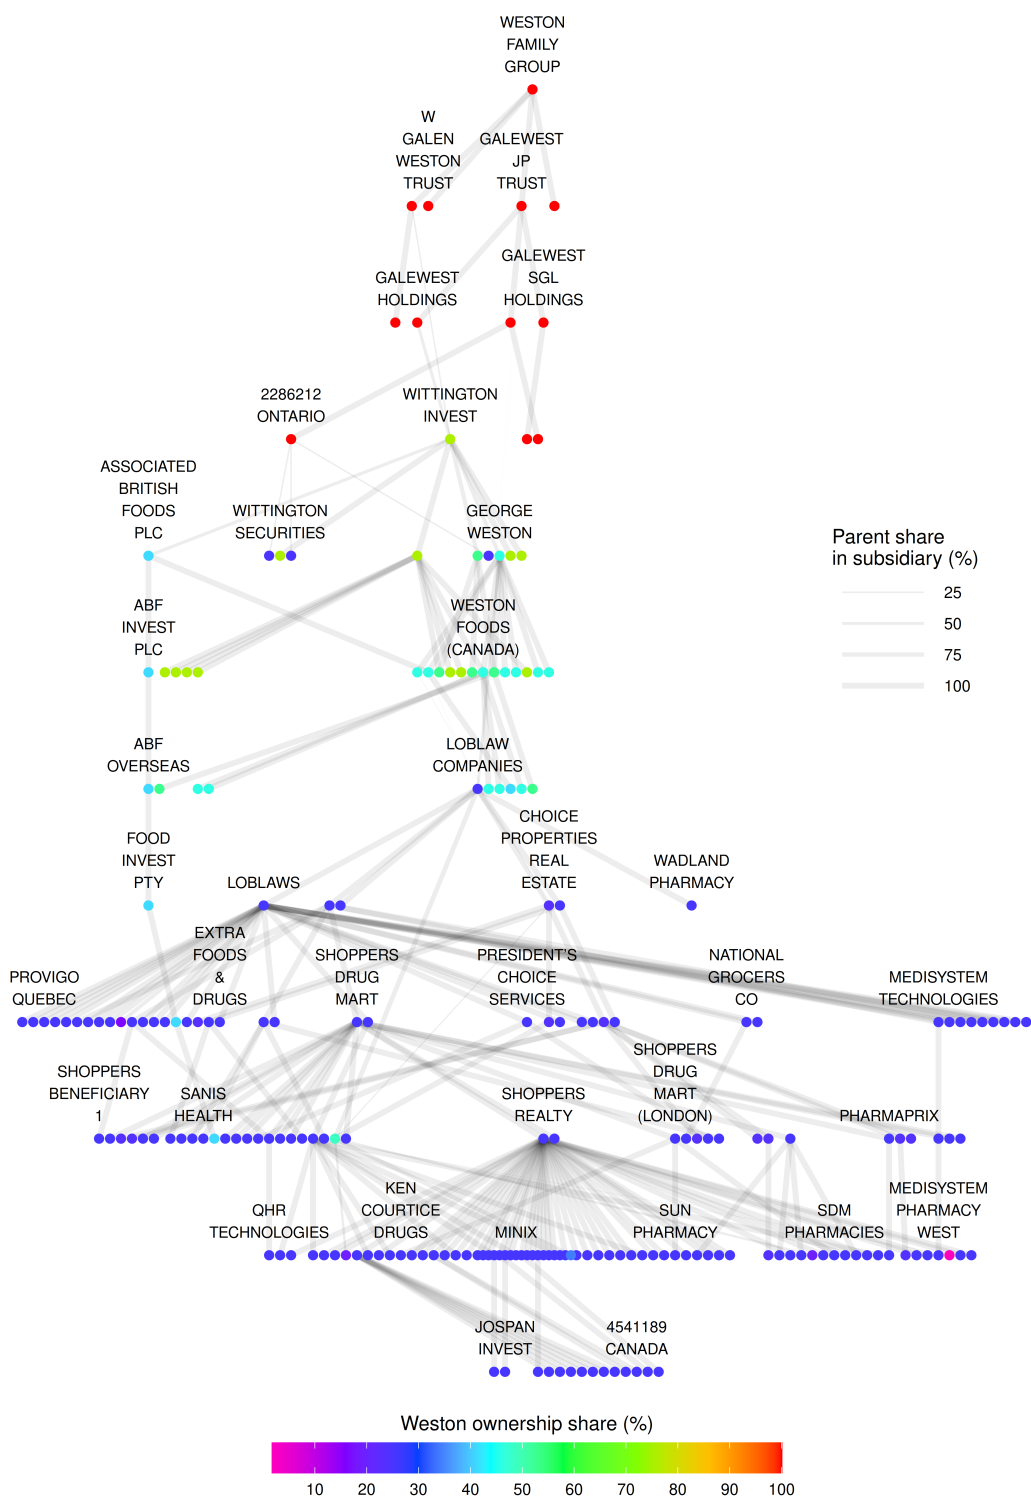 WESTON
FAMILY
GROUP
W
GALEN
WESTON
TRUST
GALEWEST
JP
TRUST
GALEWEST
HOLDINGS
GALEWEST
SGL
HOLDINGS
2286212
ONTARIO
WITTINGTON
INVEST
ASSOCIATED
BRITISH
FOODS
PLC
WITTINGTON
SECURITIES
GEORGE
WESTON
Parent share
in subsidiary (%)
25
50
75
100
ABF
INVEST
PLC
WESTON
FOODS
(CANADA)
ABF
OVERSEAS
LOBLAW
COMPANIES
FOOD
INVEST
PTY
LOBLAWS
CHOICE
PROPERTIES
REAL
ESTATE
WADLAND
PHARMACY
PROVIGO
QUEBEC
EXTRA
FOODS
&
DRUGS
SHOPPERS
DRUG
MART
PRESIDENT'S
CHOICE
SERVICES
NATIONAL
GROCERS
CO
MEDISYSTEM
TECHNOLOGIES
SHOPPERS
BENEFICIARY
1
SANIS
HEALTH
SHOPPERS
REALTY
SHOPPERS
DRUG
MART
(LONDON)
PHARMAPRIX
QHR
TECHNOLOGIES
KEN
COURTICE
DRUGS
MINIX
SUN
PHARMACY
SDM
PHARMACIES
MEDISYSTEM
PHARMACY
WEST
JOSPAN
INVEST
4541189
CANADA
Weston ownership share (%)
10 20 30 40 50 60 70 80 90 100